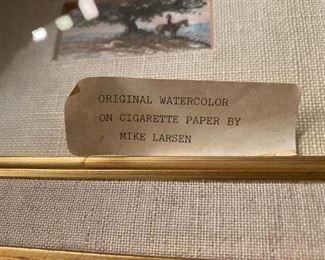 ORIGINAL WATERCOLOR
ON CIGARETTE PAPER BY
MIKE LARSEN